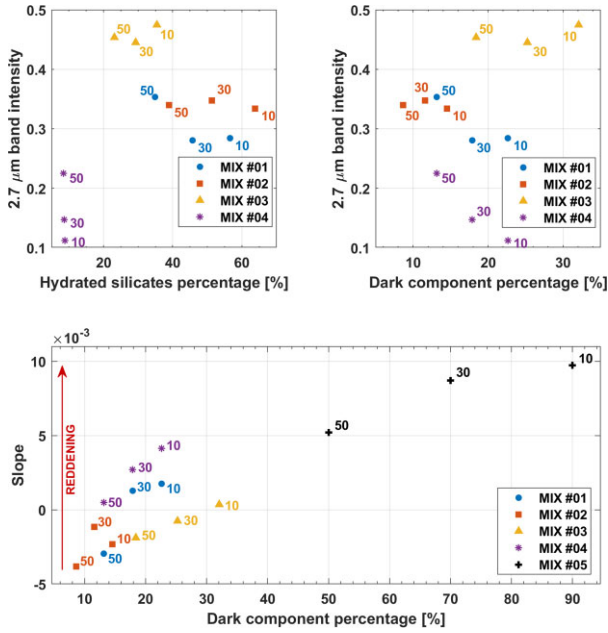 0.5
0.4
0.3
0.2
0.1
2.7 μm band intensity
50
30
10
50
30
10
50
30
10
50
30
10
MIX #01
MIX #02
MIX #03
MIX #04
0 20 40 60
Hydrated silicates percentage [%]
0.5
0.4
0.3
0.2
0.1
2.7 μm band intensity
50
30
10
30
50
50
10
30
10
50
30
10
MIX #01
MIX #02
MIX #03
MIX #04
10 20 30
Dark component percentage [%]
×10⁻³
10
5
0
-5
Slope
REDDENING
10
30
50
10
30
50
30
10
10
30
10
50
30
50
50
MIX #01
MIX #02
MIX #03
MIX #04
MIX #05
10 20 30 40 50 60 70 80 90
Dark component percentage [%]